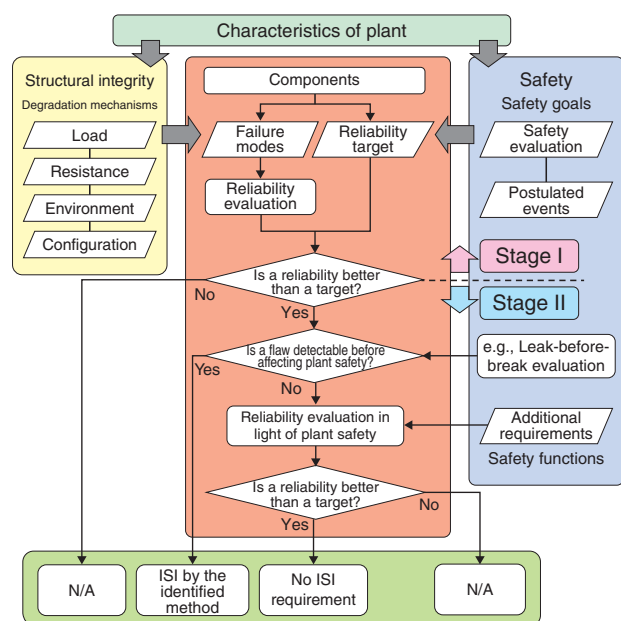 Characteristics of plant
Structural integrity
Degradation mechanisms
Load
Resistance
Environment
Configuration
Components
Failure
modes
Reliability
target
Reliability
evaluation
Safety
Safety goals
Safety
evaluation
Postulated
events
Is a reliability better
than a target?
No
Yes
Stage I
Stage II
Is a flaw detectable before
affecting plant safety?
Yes
No
e.g., Leak-before-
break evaluation
Reliability evaluation in
light of plant safety
Additional
requirements
Safety functions
Is a reliability better
than a target?
Yes
No
N/A
ISI by the
identified
method
No ISI
requirement
N/A